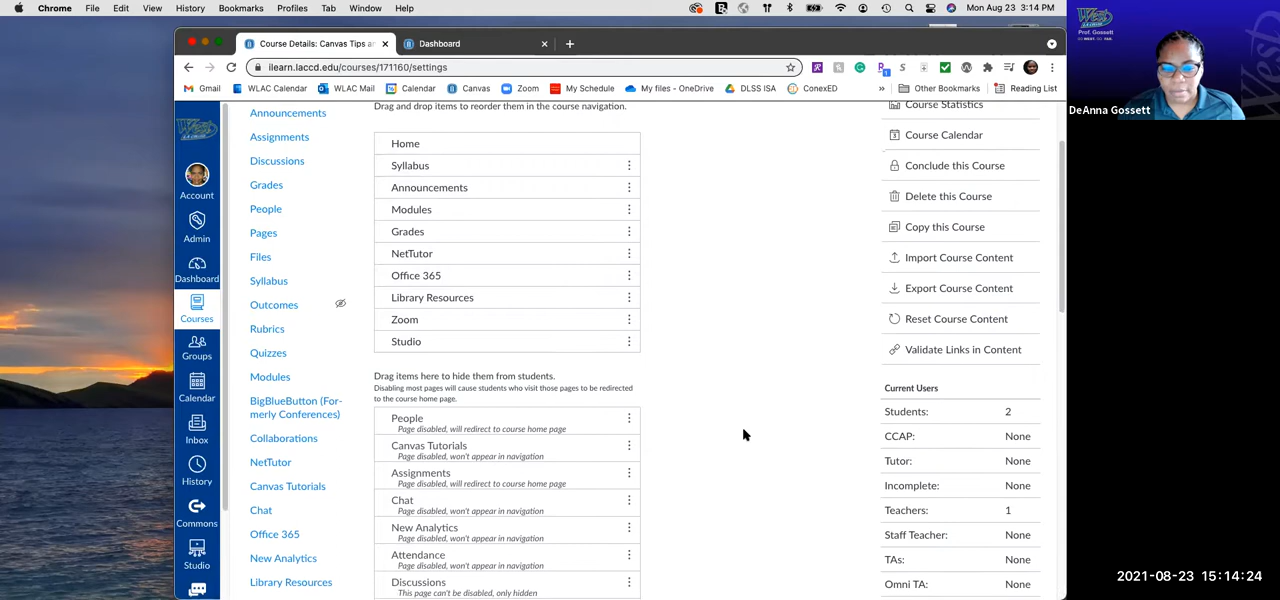 Chrome File Edit View History Bookmarks Profiles Tab Window Help
Mon Aug 23 3:14 PM
Course Details: Canvas Tips an
Dashboard
ilearn.laccd.edu/courses/171160/settings
Gmail WLAC Calendar WLAC Mail Calendar Canvas Zoom My Schedule My files - OneDrive DLSS ISA ConexED » Other Bookmarks Reading List
Account
Admin
Dashboard
Courses
Groups
Calendar
Inbox
History
Commons
Studio
Announcements
Assignments
Discussions
Grades
People
Pages
Files
Syllabus
Outcomes
Rubrics
Quizzes
Modules
BigBlueButton (For-
merly Conferences)
Collaborations
NetTutor
Canvas Tutorials
Chat
Office 365
New Analytics
Library Resources
Drag and drop items to reorder them in the course navigation.
Home
Syllabus
Announcements
Modules
Grades
NetTutor
Office 365
Library Resources
Zoom
Studio
Drag items here to hide them from students.
Disabling most pages will cause students who visit those pages to be redirected
to the course home page.
People
Page disabled, will redirect to course home page
Canvas Tutorials
Page disabled, won't appear in navigation
Assignments
Page disabled, will redirect to course home page
Chat
Page disabled, won't appear in navigation
New Analytics
Page disabled, won't appear in navigation
Attendance
Page disabled, won't appear in navigation
Discussions
This page can't be disabled, only hidden
Course Statistics
Course Calendar
Conclude this Course
Delete this Course
Copy this Course
Import Course Content
Export Course Content
Reset Course Content
Validate Links in Content
Current Users
Students: 2
CCAP: None
Tutor: None
Incomplete: None
Teachers: 1
Staff Teacher: None
TAs: None
Omni TA: None
West
Prof. Gossett
GO WEST. GO FAR
DeAnna Gossett
West
2021-08-23 15:14:24